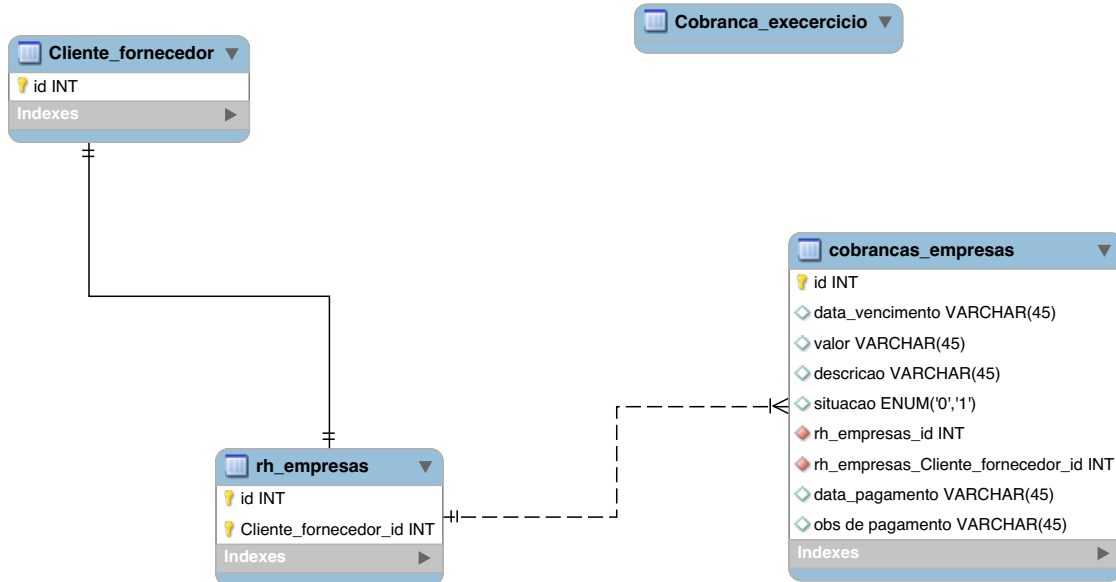 Cobranca_execercicio
Cliente_fornecedor
id INT
Indexes
cobrancas_empresas
id INT
data_vencimento VARCHAR(45)
valor VARCHAR(45)
descricao VARCHAR(45)
situacao ENUM('0','1')
rh_empresas_id INT
rh_empresas_Cliente_fornecedor_id INT
data_pagamento VARCHAR(45)
obs de pagamento VARCHAR(45)
Indexes
rh_empresas
id INT
Cliente_fornecedor_id INT
Indexes